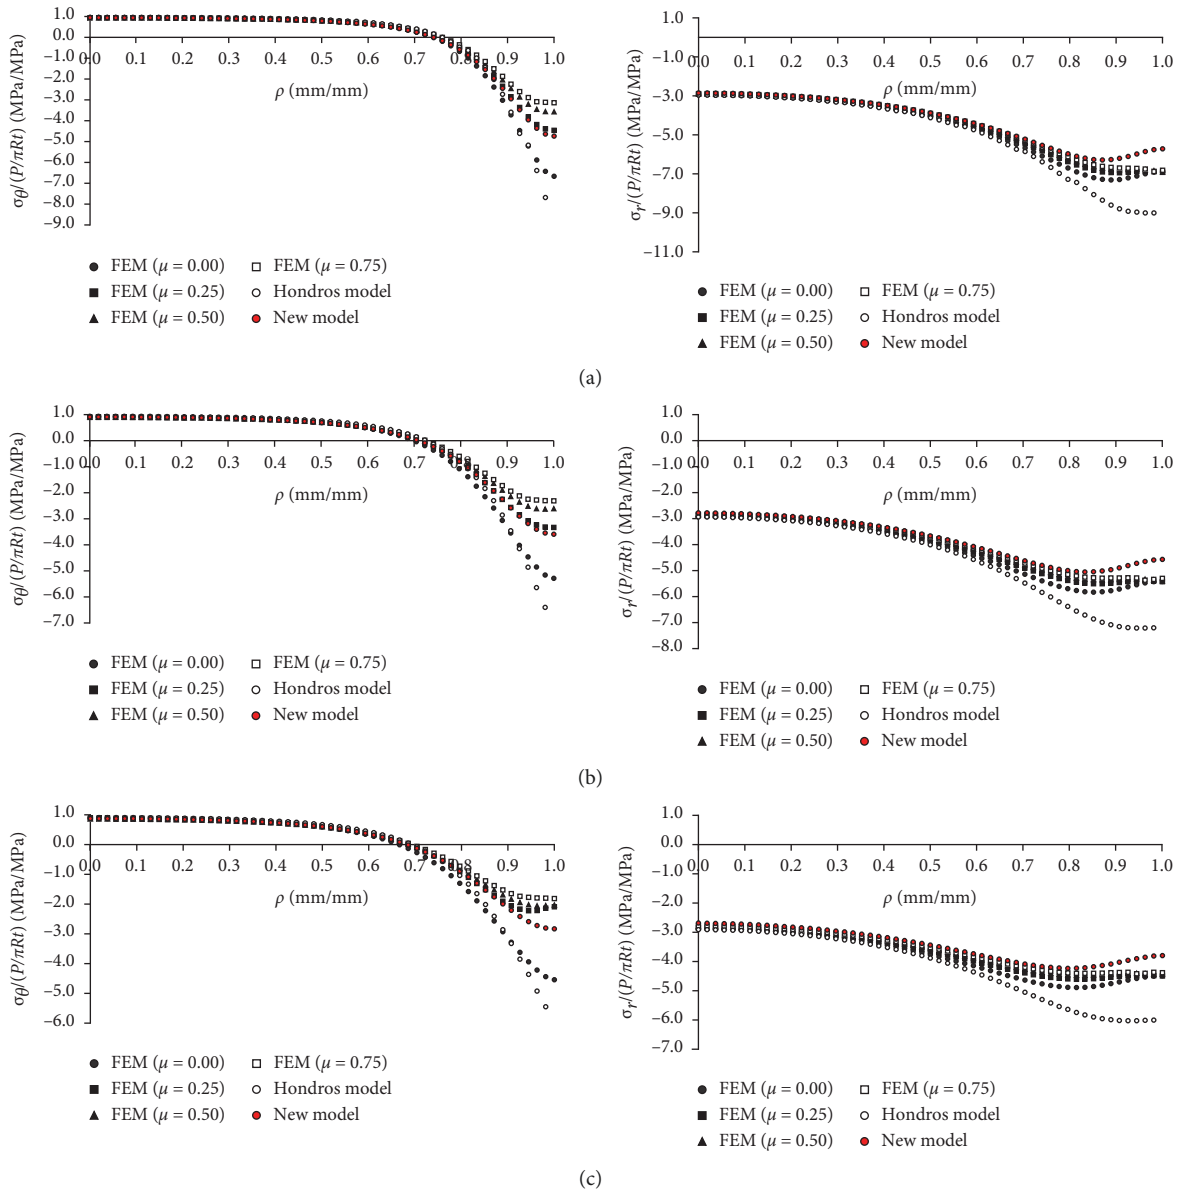 1.0
0.0
−1.0
−2.0
−3.0
−4.0
−5.0
−6.0
−7.0
−8.0
−9.0
0.0 0.1 0.2 0.3 0.4 0.5 0.6 0.7 0.8 0.9 1.0
ρ (mm/mm)
σθ/(P/πRt) (MPa/MPa)
FEM (μ = 0.00) FEM (μ = 0.75)
FEM (μ = 0.25) Hondros model
FEM (μ = 0.50) New model
1.0
−1.0
−3.0
−5.0
−7.0
−9.0
−11.0
0.0 0.1 0.2 0.3 0.4 0.5 0.6 0.7 0.8 0.9 1.0
ρ (mm/mm)
σr/(P/πRt) (MPa/MPa)
FEM (μ = 0.00) FEM (μ = 0.75)
FEM (μ = 0.25) Hondros model
FEM (μ = 0.50) New model
(a)
1.0
0.0
−1.0
−2.0
−3.0
−4.0
−5.0
−6.0
−7.0
0.0 0.1 0.2 0.3 0.4 0.5 0.6 0.7 0.8 0.9 1.0
ρ (mm/mm)
σθ/(P/πRt) (MPa/MPa)
FEM (μ = 0.00) FEM (μ = 0.75)
FEM (μ = 0.25) Hondros model
FEM (μ = 0.50) New model
1.0
0.0
−1.0
−2.0
−3.0
−4.0
−5.0
−6.0
−7.0
−8.0
0.0 0.1 0.2 0.3 0.4 0.5 0.6 0.7 0.8 0.9 1.0
ρ (mm/mm)
σr/(P/πRt) (MPa/MPa)
FEM (μ = 0.00) FEM (μ = 0.75)
FEM (μ = 0.25) Hondros model
FEM (μ = 0.50) New model
(b)
1.0
0.0
−1.0
−2.0
−3.0
−4.0
−5.0
−6.0
0.0 0.1 0.2 0.3 0.4 0.5 0.6 0.7 0.8 0.9 1.0
ρ (mm/mm)
σθ/(P/πRt) (MPa/MPa)
FEM (μ = 0.00) FEM (μ = 0.75)
FEM (μ = 0.25) Hondros model
FEM (μ = 0.50) New model
1.0
0.0
−1.0
−2.0
−3.0
−4.0
−5.0
−6.0
−7.0
0.0 0.1 0.2 0.3 0.4 0.5 0.6 0.7 0.8 0.9 1.0
ρ (mm/mm)
σr/(P/πRt) (MPa/MPa)
FEM (μ = 0.00) FEM (μ = 0.75)
FEM (μ = 0.25) Hondros model
FEM (μ = 0.50) New model
(c)